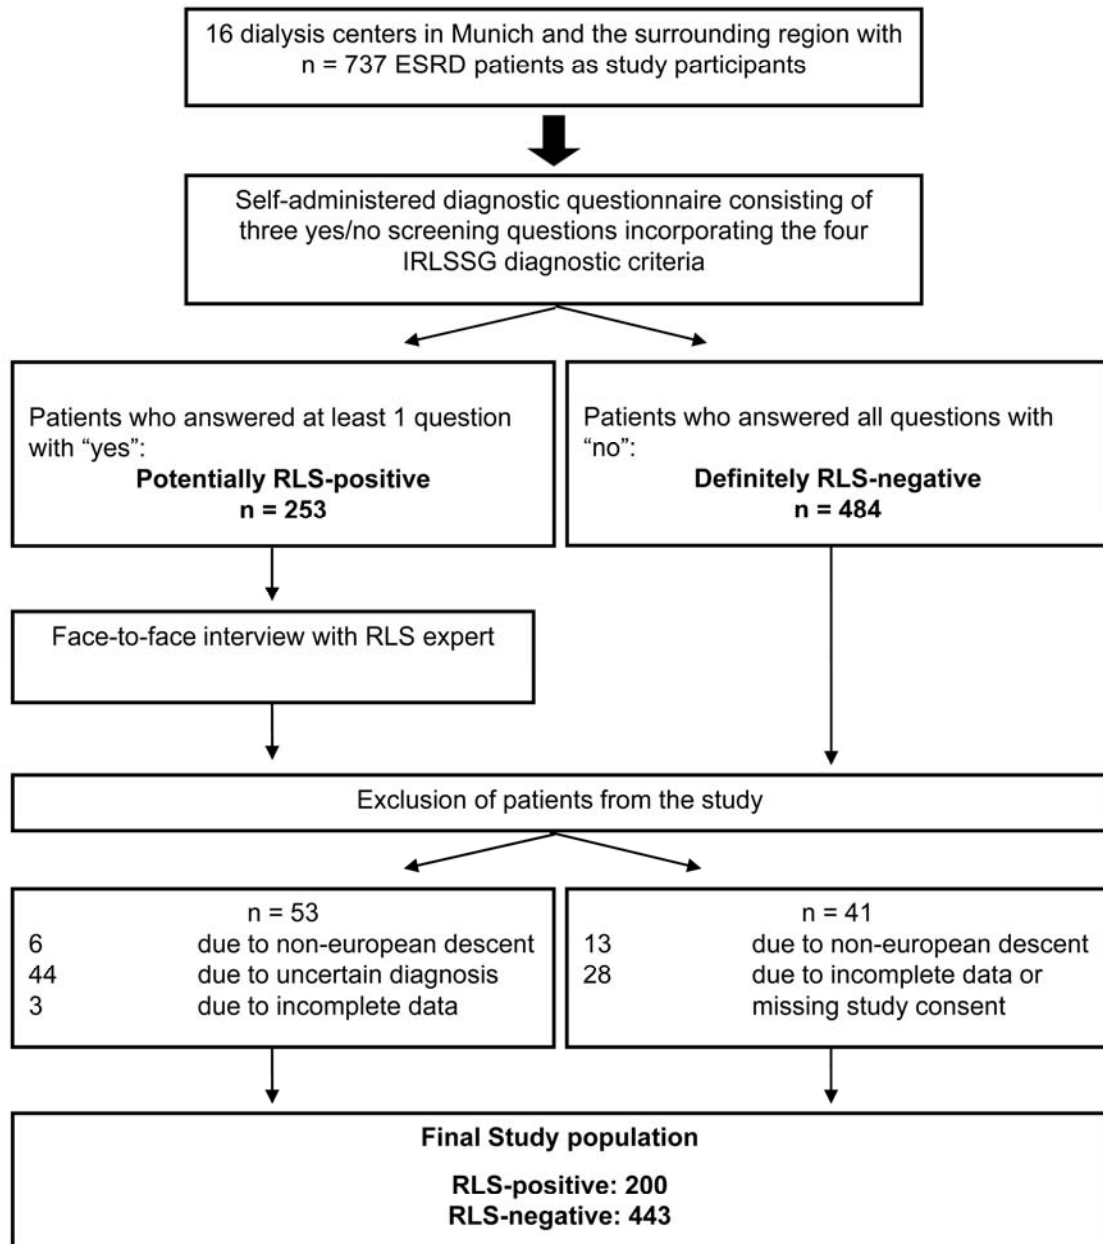 16 dialysis centers in Munich and the surrounding region with
n = 737 ESRD patients as study participants
Self-administered diagnostic questionnaire consisting of
three yes/no screening questions incorporating the four
IRLSSG diagnostic criteria
Patients who answered at least 1 question
with “yes”:
Potentially RLS-positive
n = 253
Patients who answered all questions with
“no”:
Definitely RLS-negative
n = 484
Face-to-face interview with RLS expert
Exclusion of patients from the study
n = 53
6 due to non-european descent
44 due to uncertain diagnosis
3 due to incomplete data
n = 41
13 due to non-european descent
28 due to incomplete data or
missing study consent
Final Study population
RLS-positive: 200
RLS-negative: 443